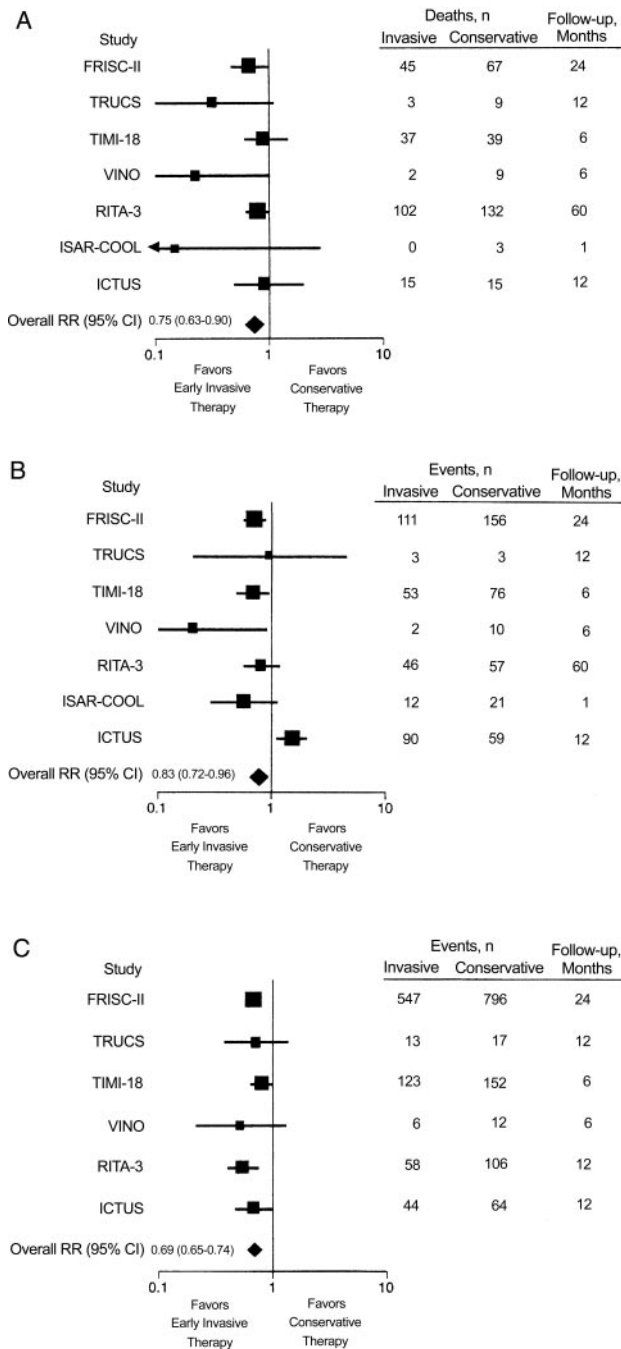 A
Deaths, n Follow-up,
Study Invasive Conservative Months
FRISC-II 45 67 24
TRUCS 3 9 12
TIMI-18 37 39 6
VINO 2 9 6
RITA-3 102 132 60
ISAR-COOL 0 3 1
ICTUS 15 15 12
Overall RR (95% CI) 0.75 (0.63-0.90)
0.1 1 10
Favors Favors
Early Invasive Conservative
Therapy Therapy
B
Events, n Follow-up,
Study Invasive Conservative Months
FRISC-II 111 156 24
TRUCS 3 3 12
TIMI-18 53 76 6
VINO 2 10 6
RITA-3 46 57 60
ISAR-COOL 12 21 1
ICTUS 90 59 12
Overall RR (95% CI) 0.83 (0.72-0.96)
0.1 1 10
Favors Favors
Early Invasive Conservative
Therapy Therapy
C
Events, n Follow-up,
Study Invasive Conservative Months
FRISC-II 547 796 24
TRUCS 13 17 12
TIMI-18 123 152 6
VINO 6 12 6
RITA-3 58 106 12
ICTUS 44 64 12
Overall RR (95% CI) 0.69 (0.65-0.74)
0.1 1 10
Favors Favors
Early Invasive Conservative
Therapy Therapy